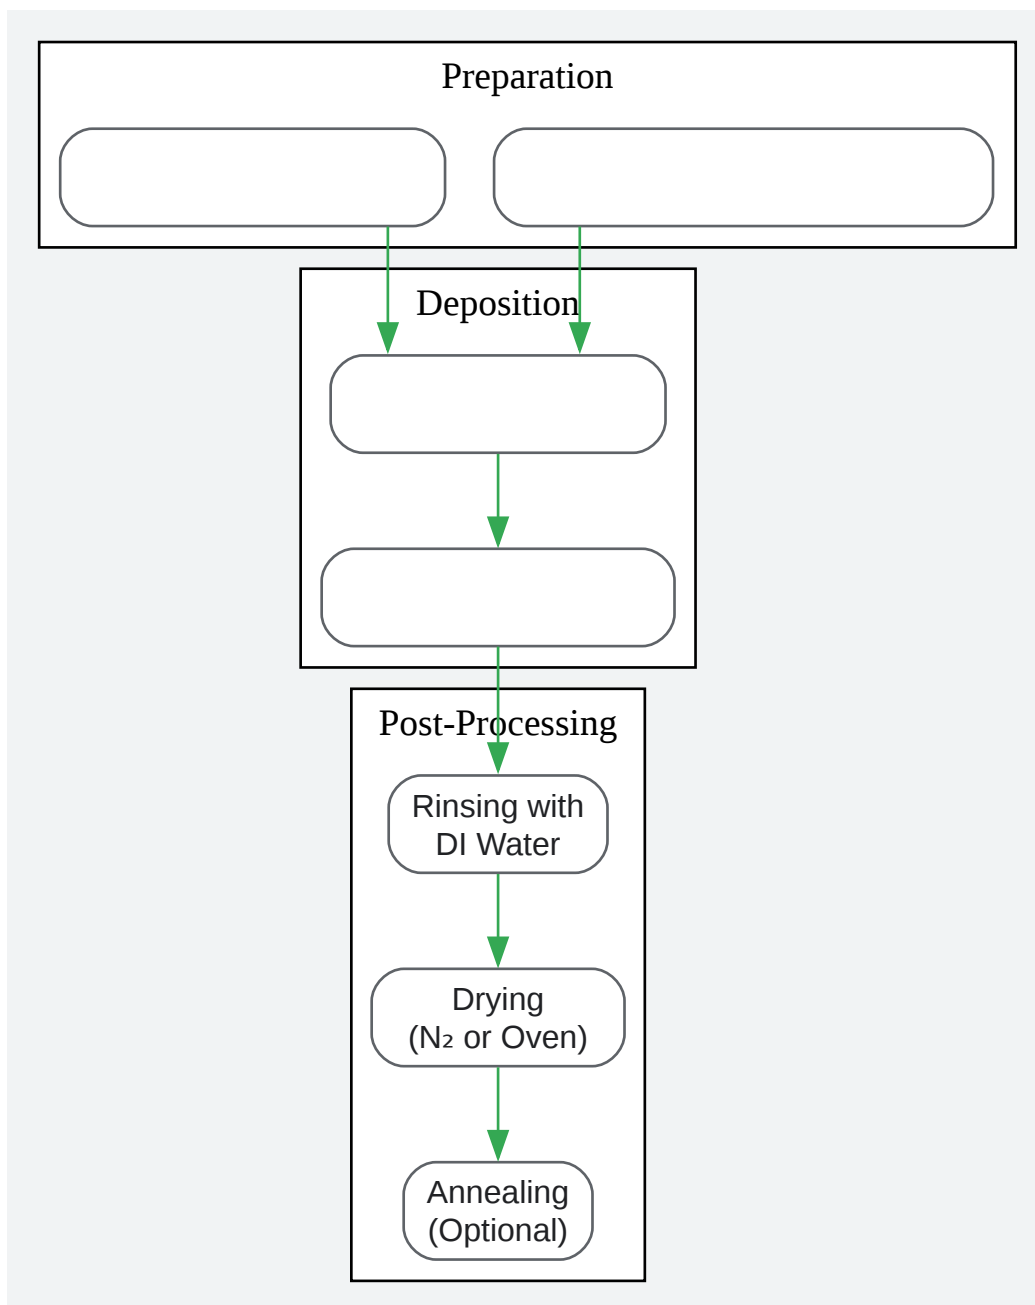 Preparation
Deposition
Post-Processing
Rinsing with
DI Water
Drying
(N₂ or Oven)
Annealing
(Optional)